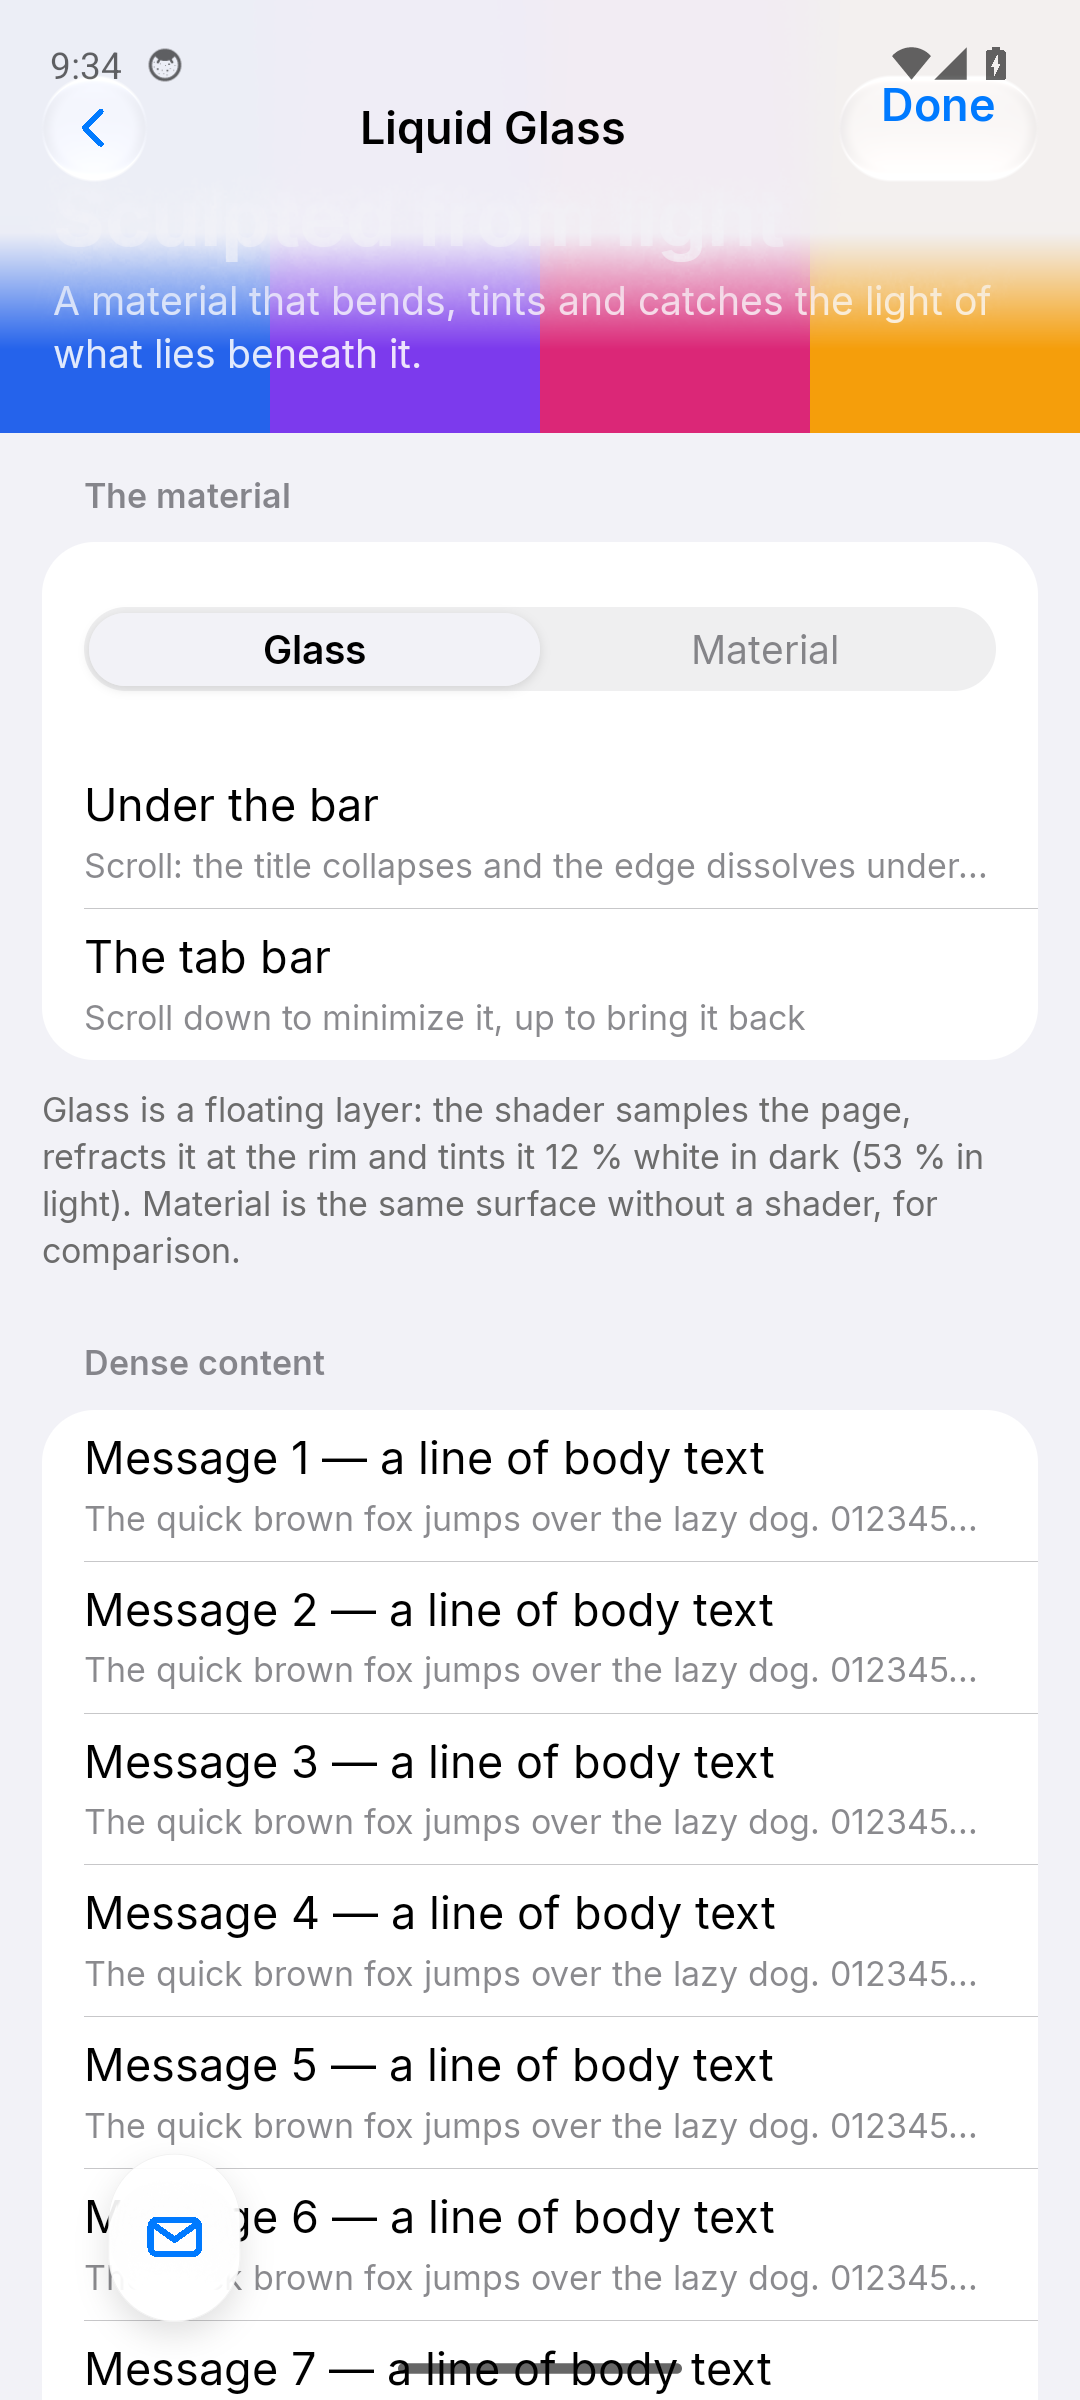 9:34
Liquid Glass
Done
Sculpted from light
A material that bends, tints and catches the light of
what lies beneath it.
The material
Glass
Material
Under the bar
Scroll: the title collapses and the edge dissolves under...
The tab bar
Scroll down to minimize it, up to bring it back
Glass is a floating layer: the shader samples the page,
refracts it at the rim and tints it 12 % white in dark (53 % in
light). Material is the same surface without a shader, for
comparison.
Dense content
Message 1 — a line of body text
The quick brown fox jumps over the lazy dog. 012345...
Message 2 — a line of body text
The quick brown fox jumps over the lazy dog. 012345...
Message 3 — a line of body text
The quick brown fox jumps over the lazy dog. 012345...
Message 4 — a line of body text
The quick brown fox jumps over the lazy dog. 012345...
Message 5 — a line of body text
The quick brown fox jumps over the lazy dog. 012345...
6 — a line of body text
brown fox jumps over the lazy dog. 012345...
Message 7 — a line of body text